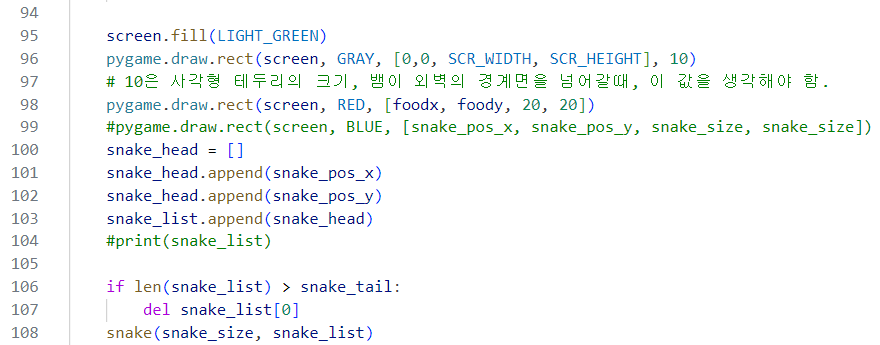 94
95 screen.fill(LIGHT_GREEN)
96 pygame.draw.rect(screen, GRAY, [0,0, SCR_WIDTH, SCR_HEIGHT], 10)
97 # 10은 사각형 테두리의 크기, 뱀이 외벽의 경계면을 넘어갈때, 이 값을 생각해야 함.
98 pygame.draw.rect(screen, RED, [foodx, foody, 20, 20])
99 #pygame.draw.rect(screen, BLUE, [snake_pos_x, snake_pos_y, snake_size, snake_size])
100 snake_head = []
101 snake_head.append(snake_pos_x)
102 snake_head.append(snake_pos_y)
103 snake_list.append(snake_head)
104 #print(snake_list)
105
106 if len(snake_list) > snake_tail:
107     del snake_list[0]
108 snake(snake_size, snake_list)